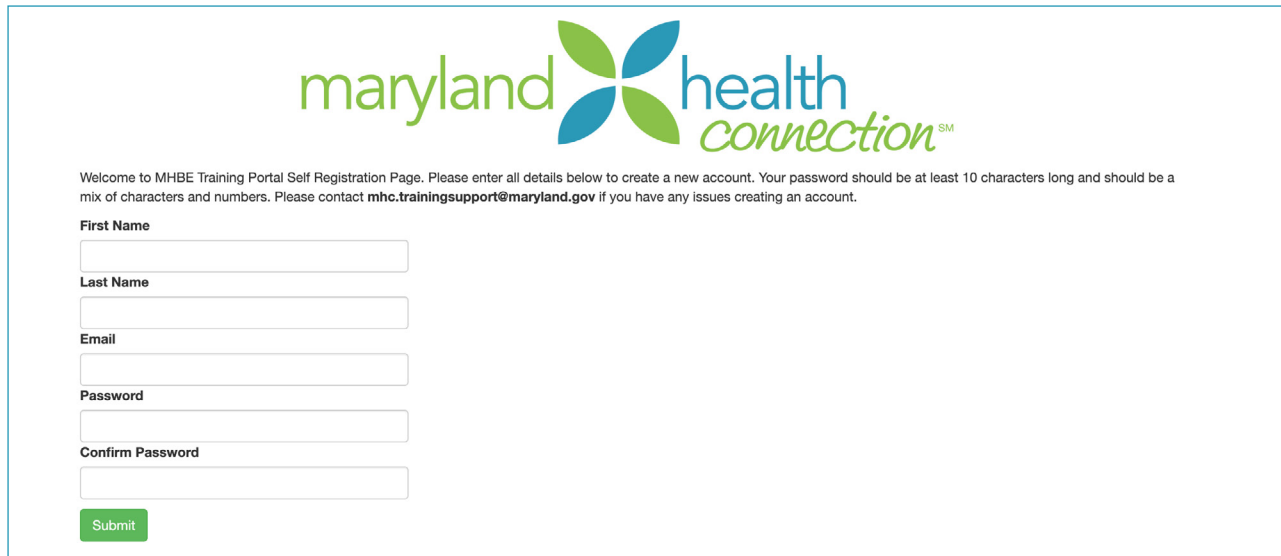 maryland health
connection SM
Welcome to MHBE Training Portal Self Registration Page. Please enter all details below to create a new account. Your password should be at least 10 characters long and should be a
mix of characters and numbers. Please contact mhc.trainingsupport@maryland.gov if you have any issues creating an account.
First Name
Last Name
Email
Password
Confirm Password
Submit